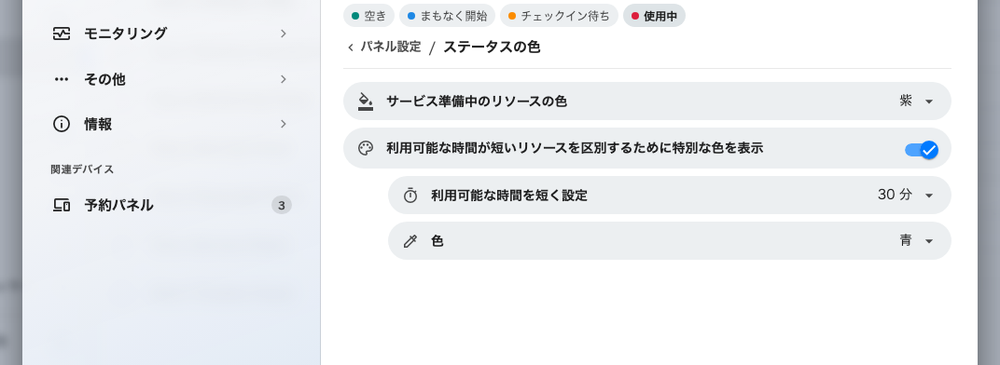 モニタリング
その他
情報
関連デバイス
予約パネル 3
空き まもなく開始 チェックイン待ち 使用中
パネル設定 / ステータスの色
サービス準備中のリソースの色 紫
利用可能な時間が短いリソースを区別するために特別な色を表示
利用可能な時間を短く設定 30 分
色 青